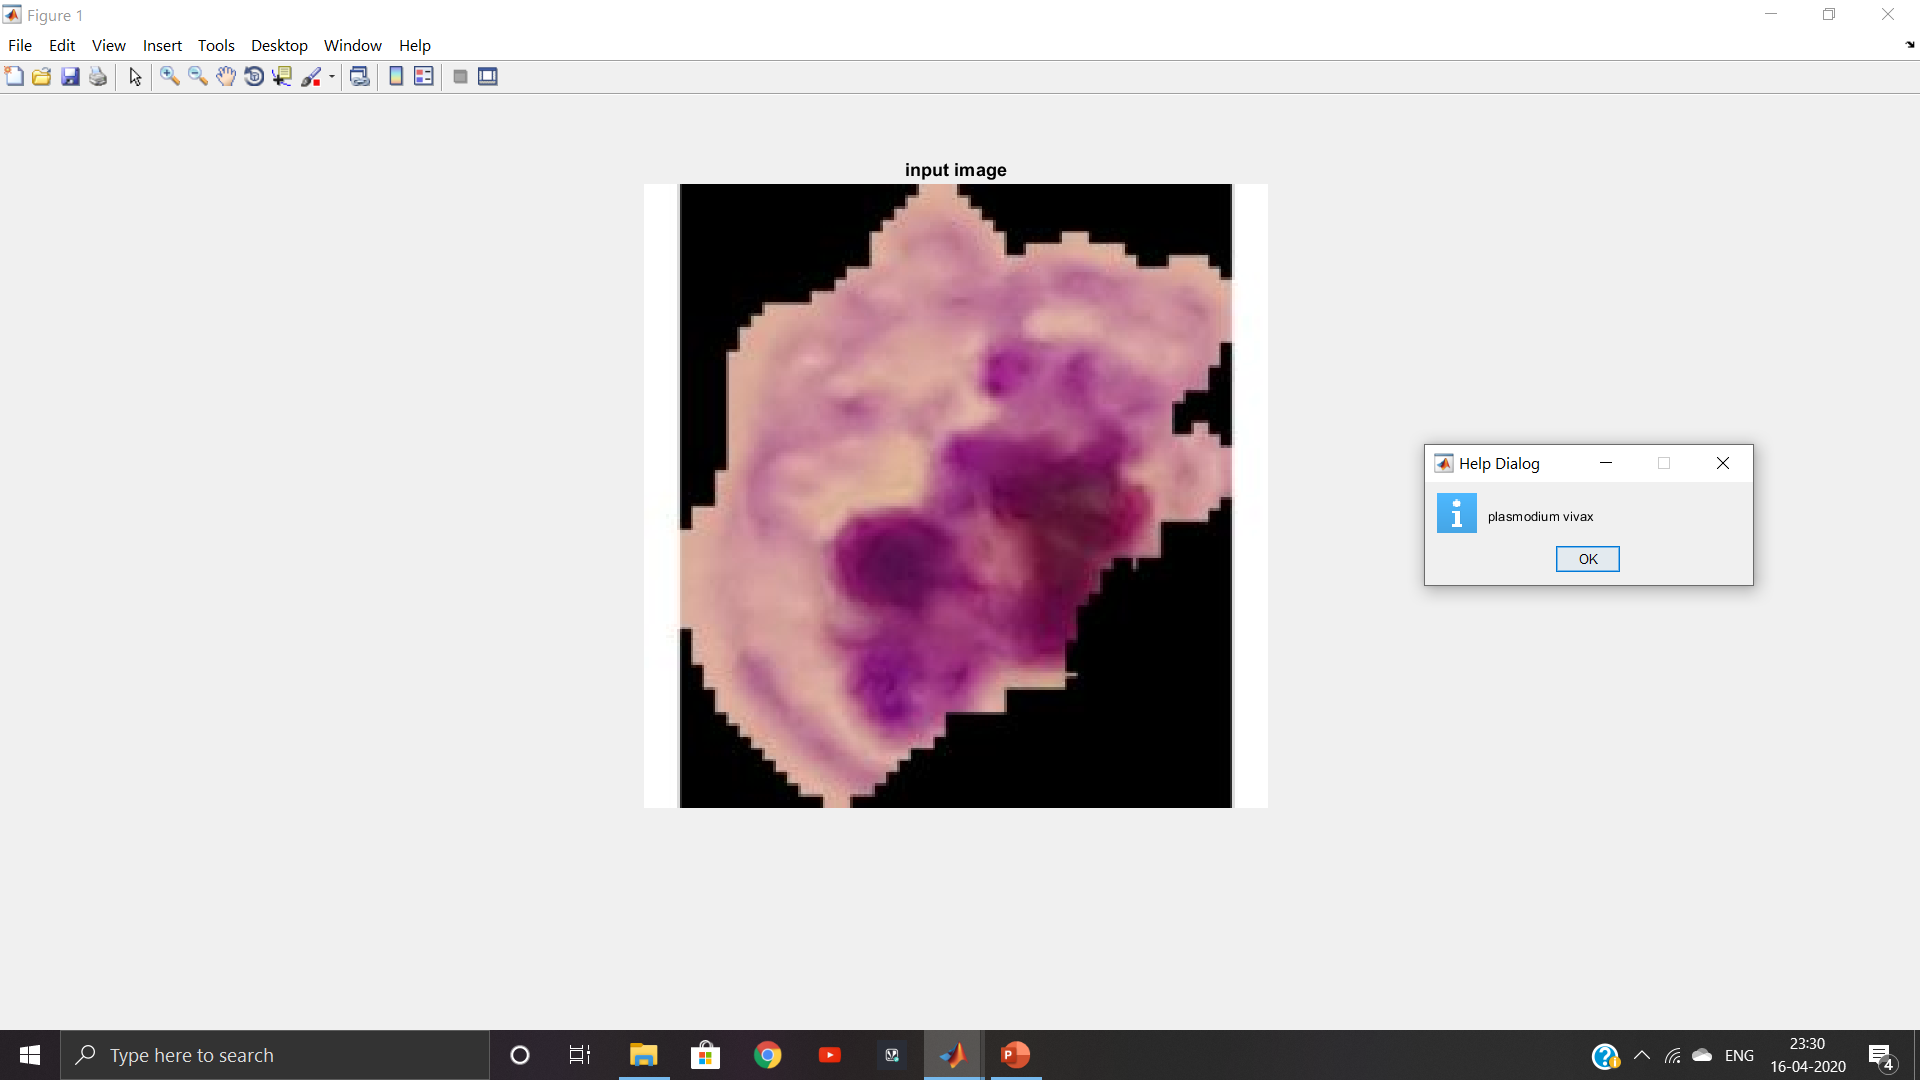 Figure 1
File Edit View Insert Tools Desktop Window Help
input image
Help Dialog
plasmodium vivax
OK
Type here to search
P
ENG
23:30
16-04-2020
4